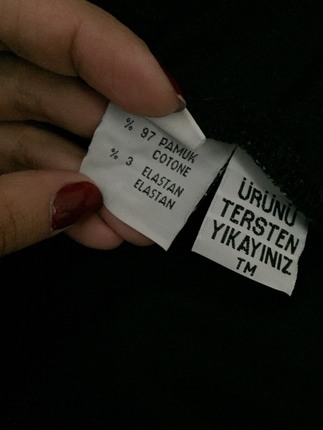 % 97 PAMUK
COTONE
% 3 ELASTAN
ELASTAN
ÜRÜNÜ
TERSTEN
YIKAYINIZ
TM